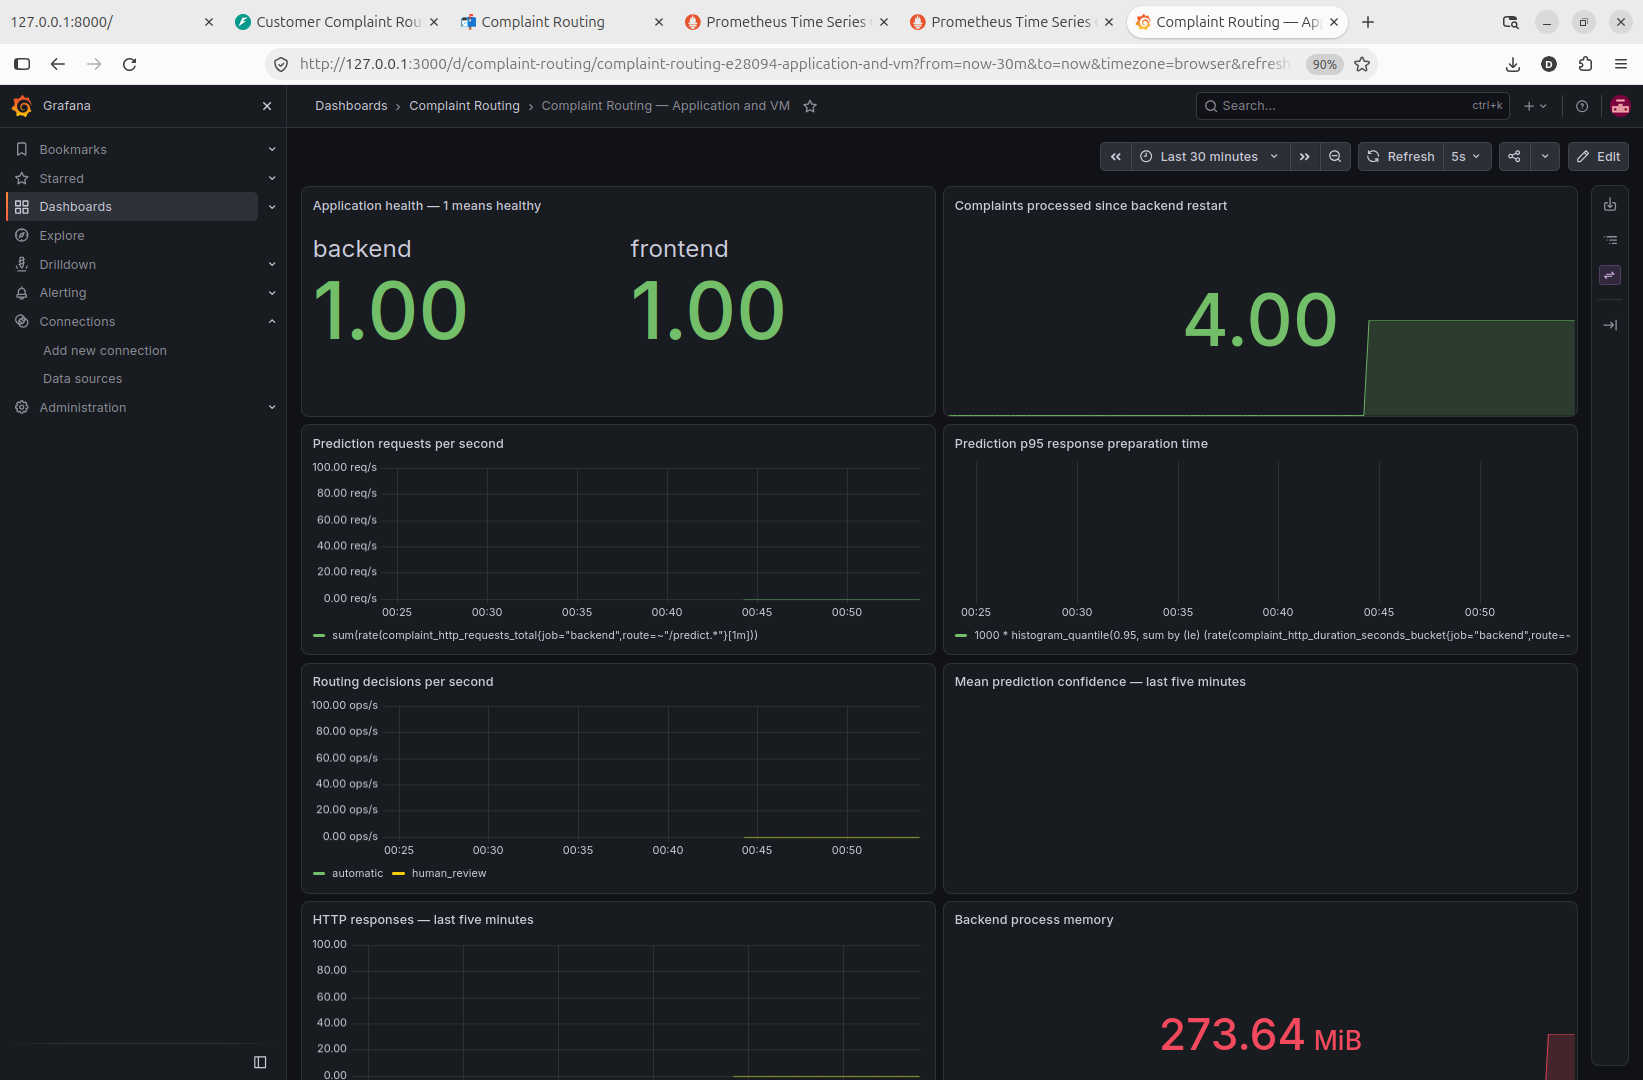 127.0.0.1:8000/
Customer Complaint Rou
Complaint Routing
Prometheus Time Series
Prometheus Time Series
Complaint Routing — Ap
http://127.0.0.1:3000/d/complaint-routing/complaint-routing-e28094-application-and-vm?from=now-30m&to=now&timezone=browser&refresh
90%
D
Grafana
Dashboards › Complaint Routing › Complaint Routing — Application and VM
Search...
ctrl+k
Bookmarks
Starred
Dashboards
Explore
Drilldown
Alerting
Connections
Add new connection
Data sources
Administration
Last 30 minutes
Refresh
5s
Edit
Application health — 1 means healthy
backend
1.00
frontend
1.00
Complaints processed since backend restart
4.00
Prediction requests per second
100.00 req/s
80.00 req/s
60.00 req/s
40.00 req/s
20.00 req/s
0.00 req/s
00:25 00:30 00:35 00:40 00:45 00:50
sum(rate(complaint_http_requests_total{job="backend",route=~"/predict.*"}[1m]))
Prediction p95 response preparation time
00:25 00:30 00:35 00:40 00:45 00:50
1000 * histogram_quantile(0.95, sum by (le) (rate(complaint_http_duration_seconds_bucket{job="backend",route=~
Routing decisions per second
100.00 ops/s
80.00 ops/s
60.00 ops/s
40.00 ops/s
20.00 ops/s
0.00 ops/s
00:25 00:30 00:35 00:40 00:45 00:50
automatic human_review
Mean prediction confidence — last five minutes
HTTP responses — last five minutes
100.00
80.00
60.00
40.00
20.00
0.00
Backend process memory
273.64 MiB